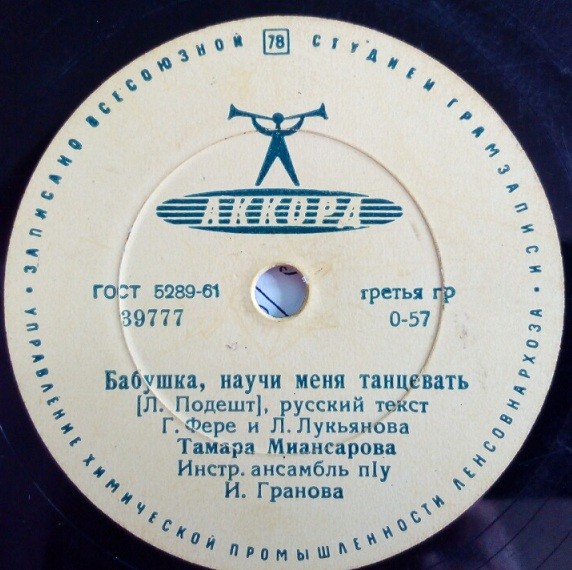 ЗАПИСАНО ВСЕСОЮЗНОЙ 78 СТУДИЕЙ ГРАМЗАПИСИ
АККОРД
ГОСТ 5289-61 третья гр
39777 0-57
Бабушка, научи меня танцевать
[Л. Подешт], русский текст
Г. Фере и Л. Лукьянова
Тамара Миансарова
Инстр. ансамбль п/у
И. Гранова
УПРАВЛЕНИЕ ХИМИЧЕСКОЙ ПРОМЫШЛЕННОСТИ ЛЕНСОВНАРХОЗА